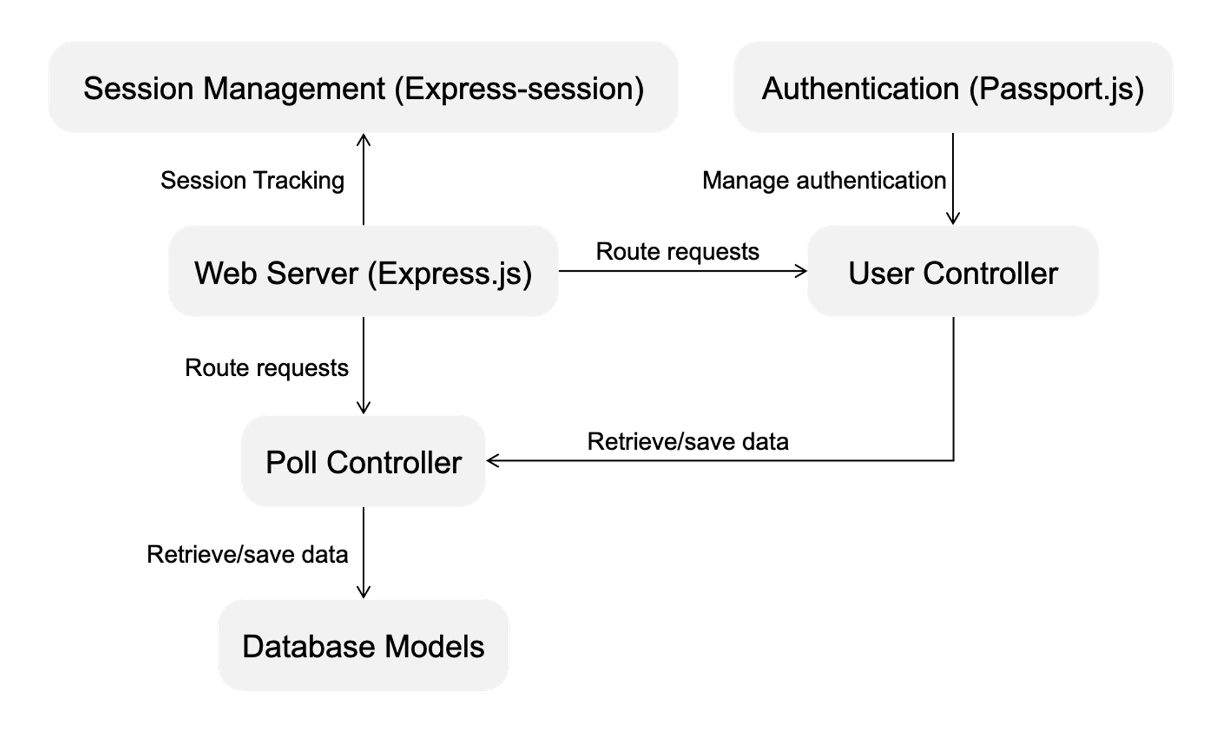 Session Management (Express-session)
Authentication (Passport.js)
Session Tracking
Manage authentication
Web Server (Express.js)
Route requests
User Controller
Route requests
Retrieve/save data
Poll Controller
Retrieve/save data
Database Models